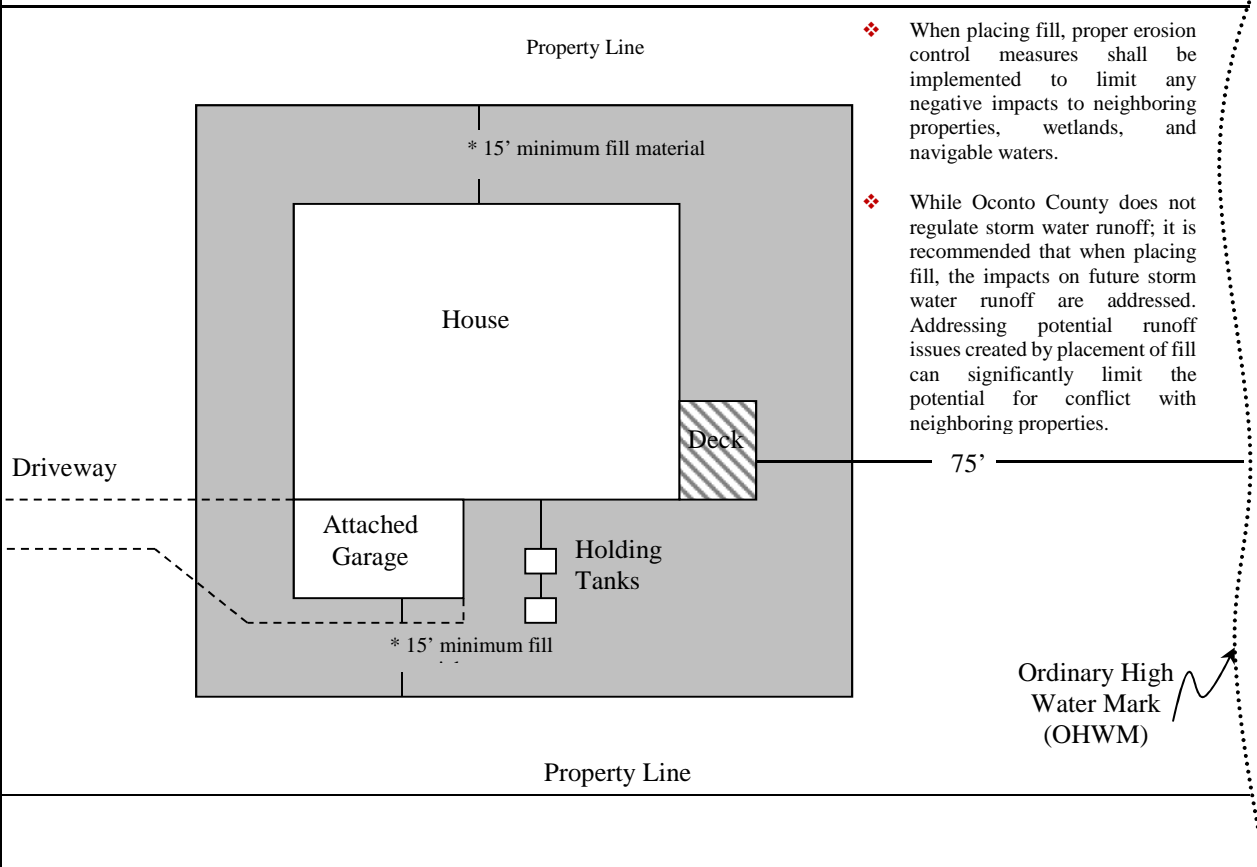 Property Line
* 15’ minimum fill material
House
Deck
Driveway
Attached
Garage
Holding
Tanks
* 15’ minimum fill
❖ When placing fill, proper erosion
control measures shall be
implemented to limit any
negative impacts to neighboring
properties, wetlands, and
navigable waters.
❖ While Oconto County does not
regulate storm water runoff; it is
recommended that when placing
fill, the impacts on future storm
water runoff are addressed.
Addressing potential runoff
issues created by placement of fill
can significantly limit the
potential for conflict with
neighboring properties.
75’
Ordinary High
Water Mark
(OHWM)
Property Line